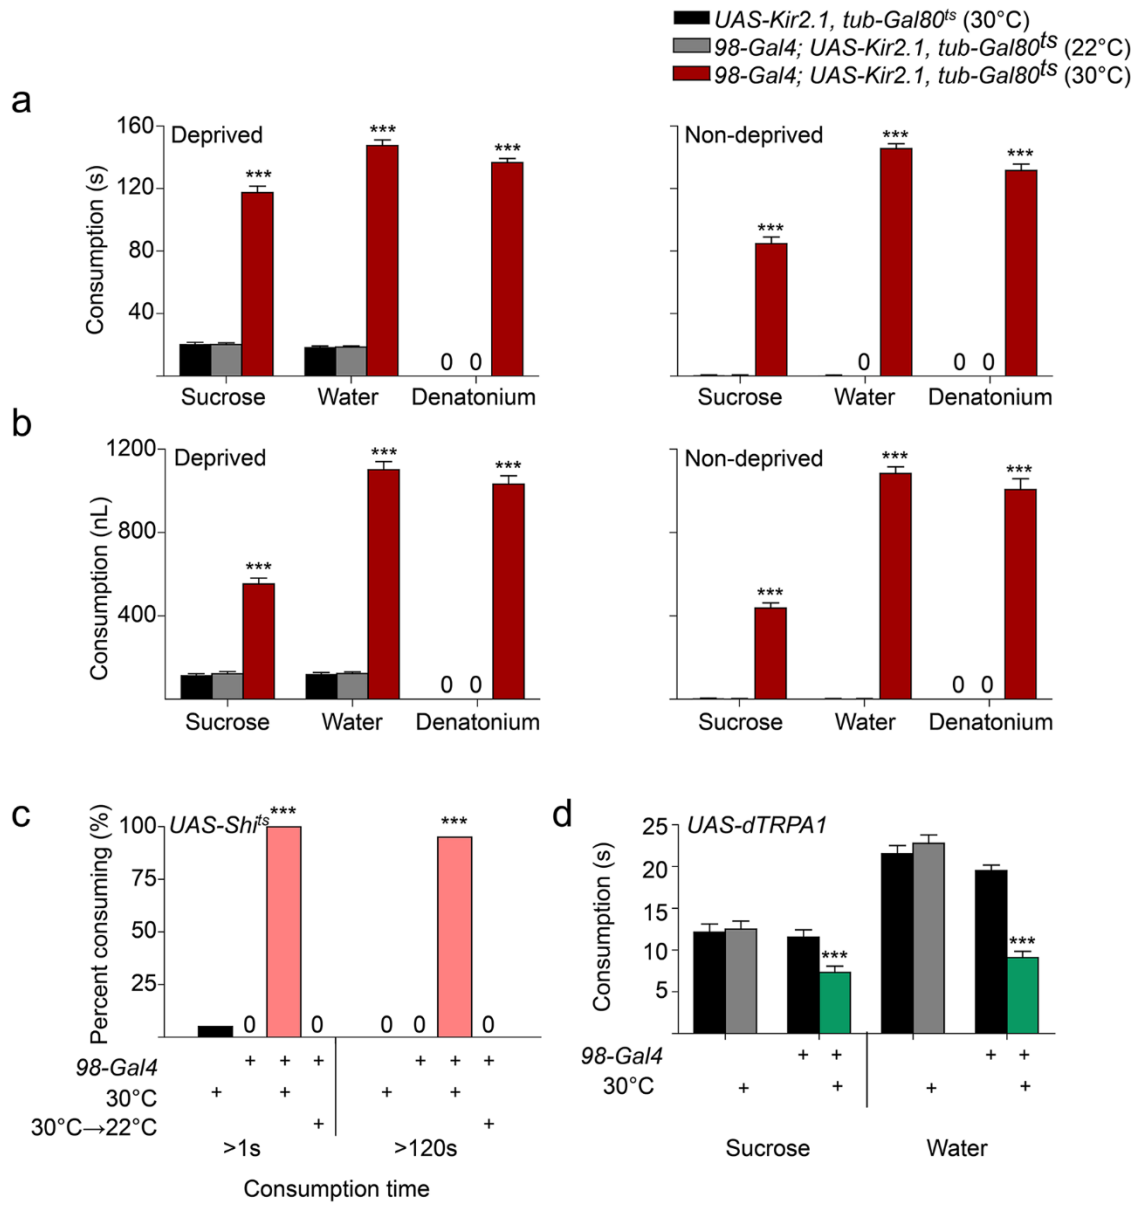 UAS-Kir2.1, tub-Gal80ts (30°C)
98-Gal4; UAS-Kir2.1, tub-Gal80ts (22°C)
98-Gal4; UAS-Kir2.1, tub-Gal80ts (30°C)
a
Consumption (s)
160
120
80
40
Deprived
***
***
***
0 0
Sucrose Water Denatonium
Non-deprived
***
***
***
0 0 0
Sucrose Water Denatonium
b
Consumption (nL)
1200
800
400
Deprived
***
***
***
0 0
Sucrose Water Denatonium
Non-deprived
***
***
***
0 0
Sucrose Water Denatonium
c
Percent consuming (%)
100
75
50
25
UAS-Shits
*** ***
0 0 0 0 0
98-Gal4 + + + + + +
30°C + + + +
30°C→22°C + +
>1s >120s
Consumption time
d
Consumption (s)
25
20
15
10
5
UAS-dTRPA1
*** ***
98-Gal4 + + + +
30°C + + + +
Sucrose Water